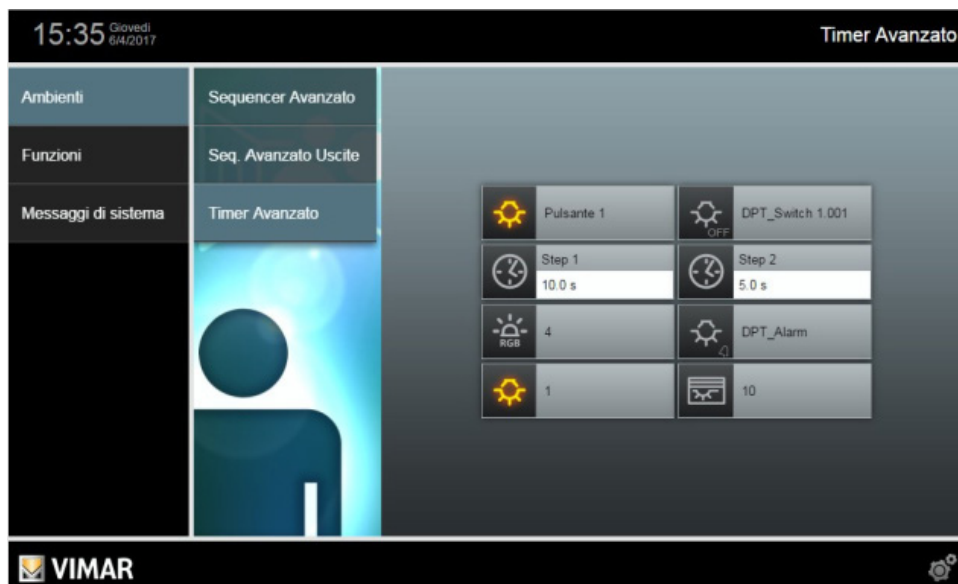 15:35 Giovedì
6/4/2017
Timer Avanzato
Ambienti
Funzioni
Messaggi di sistema
Sequencer Avanzato
Seq. Avanzato Uscite
Timer Avanzato
Pulsante 1
OFF
DPT_Switch 1.001
Step 1
10.0 s
Step 2
5.0 s
RGB
4
DPT_Alarm
1
10
VIMAR